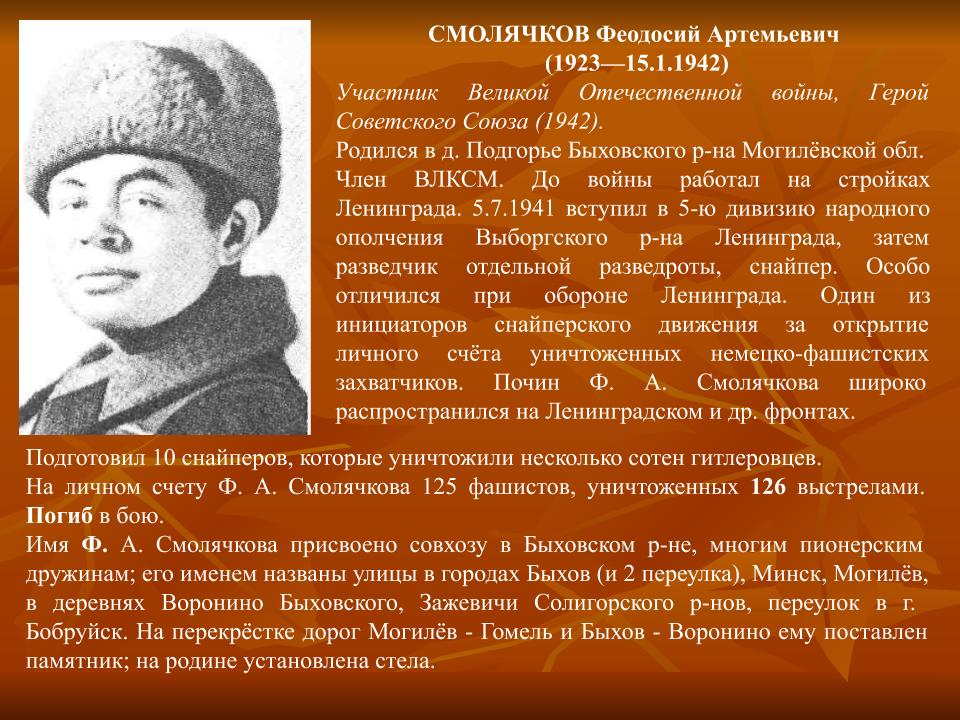 СМОЛЯЧКОВ Феодосий Артемьевич
(1923—15.1.1942)
Участник Великой Отечественной войны, Герой
Советского Союза (1942).
Родился в д. Подгорье Быховского р-на Могилёвской обл.
Член ВЛКСМ. До войны работал на стройках
Ленинграда. 5.7.1941 вступил в 5-ю дивизию народного
ополчения Выборгского р-на Ленинграда, затем
разведчик отдельной разведроты, снайпер. Особо
отличился при обороне Ленинграда. Один из
инициаторов снайперского движения за открытие
личного счёта уничтоженных немецко-фашистских
захватчиков. Почин Ф. А. Смолячкова широко
распространился на Ленинградском и др. фронтах.
Подготовил 10 снайперов, которые уничтожили несколько сотен гитлеровцев.
На личном счету Ф. А. Смолячкова 125 фашистов, уничтоженных 126 выстрелами.
Погиб в бою.
Имя Ф. А. Смолячкова присвоено совхозу в Быховском р-не, многим пионерским
дружинам; его именем названы улицы в городах Быхов (и 2 переулка), Минск, Могилёв,
в деревнях Воронино Быховского, Зажевичи Солигорского р-нов, переулок в г.
Бобруйск. На перекрёстке дорог Могилёв - Гомель и Быхов - Воронино ему поставлен
памятник; на родине установлена стела.